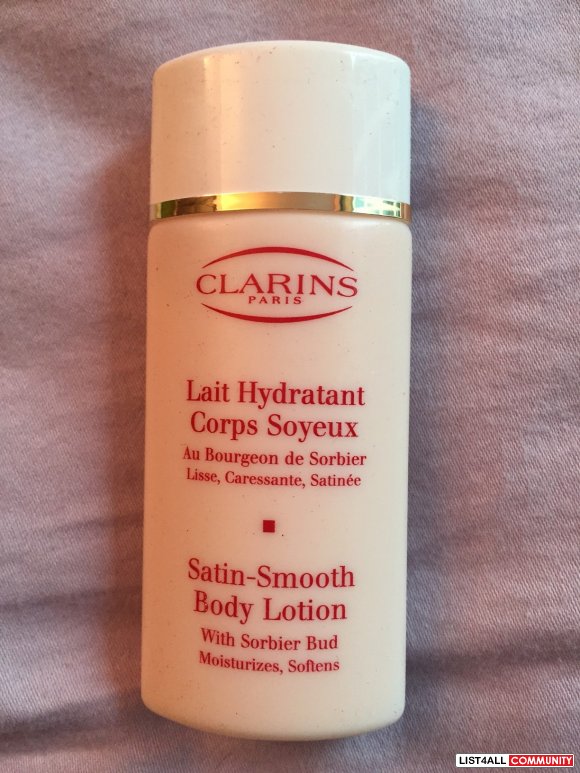 CLARINS
PARIS
Lait Hydratant
Corps Soyeux
Au Bourgeon de Sorbier
Lisse, Caressante, Satinée
Satin-Smooth
Body Lotion
With Sorbier Bud
Moisturizes, Softens
LIST4ALL COMMUNITY